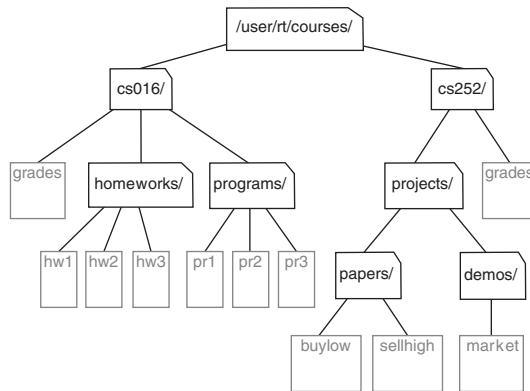 /user/rt/courses/
cs016/ cs252/
grades homeworks/ programs/ projects/ grades
hw1 hw2 hw3 pr1 pr2 pr3 papers/ demos/
buylow sellhigh market